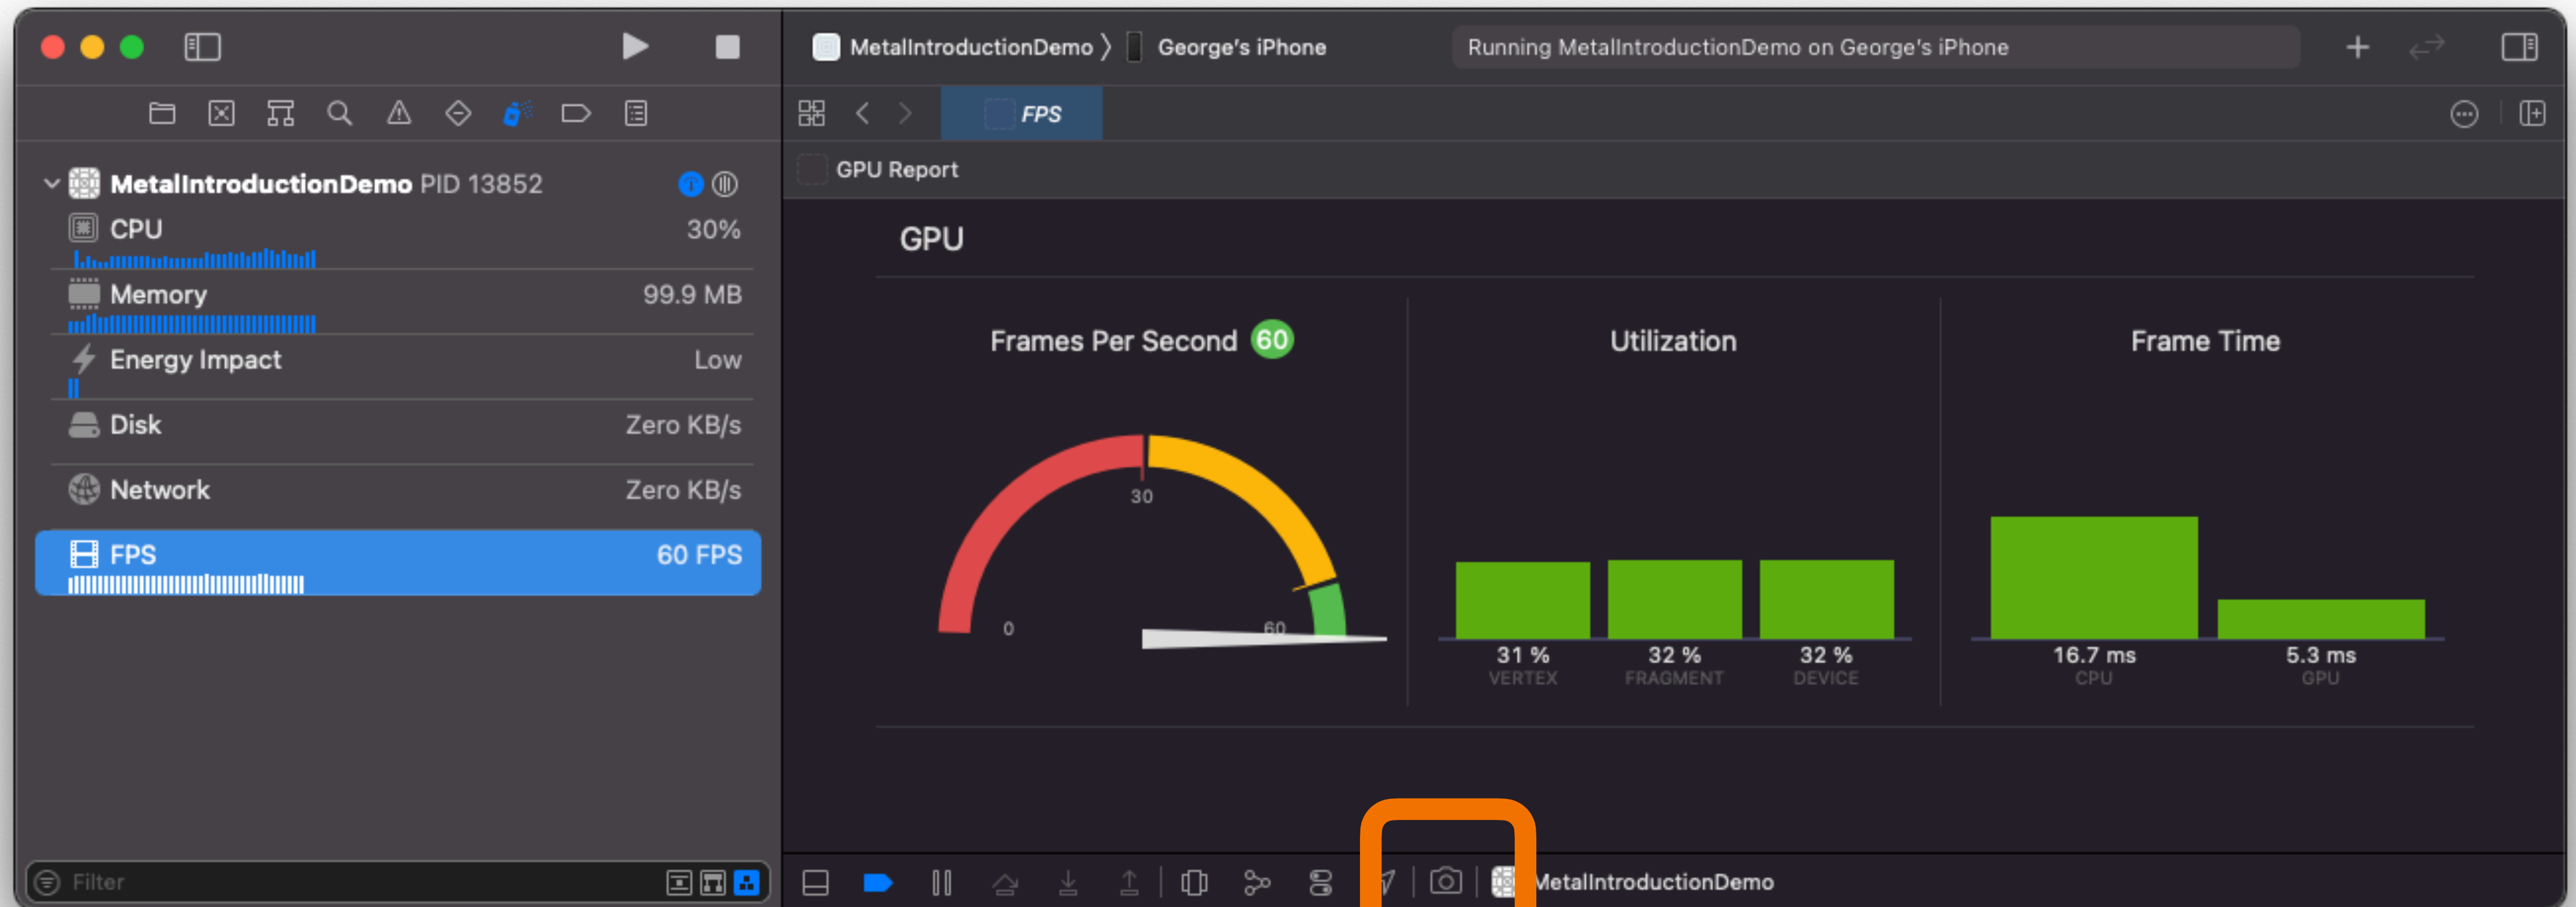 MetalIntroductionDemo 〉 George's iPhone
Running MetalIntroductionDemo on George's iPhone
FPS
GPU Report
MetalIntroductionDemo PID 13852
CPU 30%
Memory 99.9 MB
Energy Impact Low
Disk Zero KB/s
Network Zero KB/s
FPS 60 FPS
Filter
GPU
Frames Per Second 60
30
0 60
Utilization
31 % 32 % 32 %
VERTEX FRAGMENT DEVICE
Frame Time
16.7 ms 5.3 ms
CPU GPU
MetalIntroductionDemo